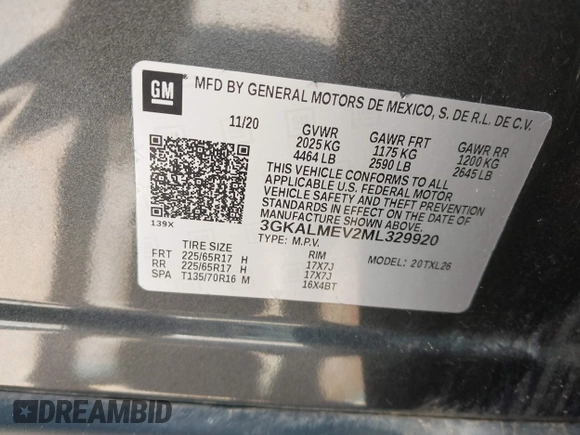 GM
MFD BY GENERAL MOTORS DE MEXICO, S. DE R.L. DE C.V.
11/20 GVWR GAWR FRT GAWR RR
2025 KG 1175 KG 1200 KG
4464 LB 2590 LB 2645 LB
THIS VEHICLE CONFORMS TO ALL
APPLICABLE U.S. FEDERAL MOTOR
VEHICLE SAFETY AND THEFT PREVENTION
STANDARDS IN EFFECT ON THE DATE OF
MANUFACTURE SHOWN ABOVE.
139X
3GKALMEV2ML329920
TYPE: M.P.V. MODEL: 20TXL26
TIRE SIZE RIM
FRT 225/65R17 H 17X7J
RR 225/65R17 H 17X7J
SPA T135/70R16 M 16X4BT
DREAMBID